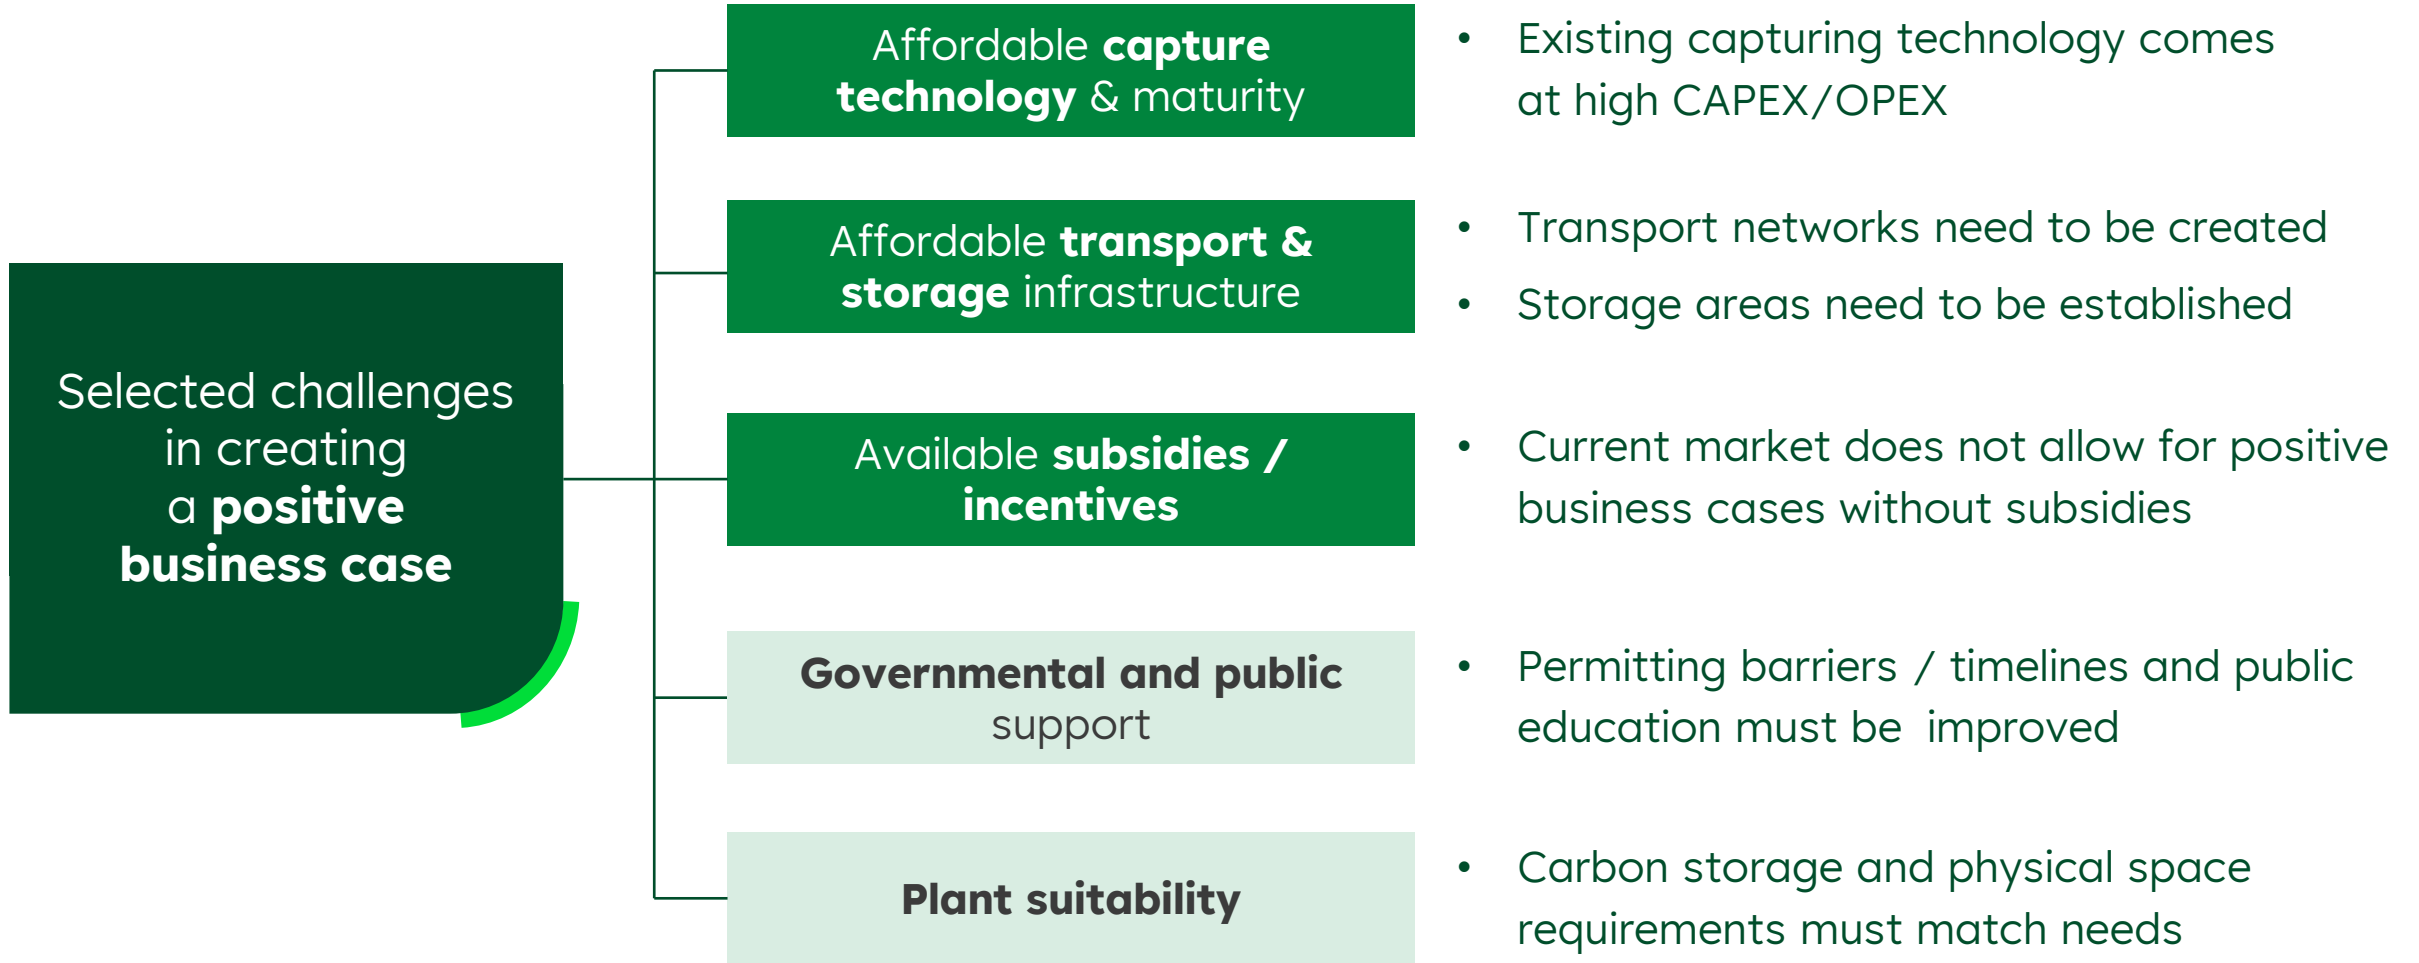 Selected challenges
in creating
a positive
business case
Affordable capture
technology & maturity
• Existing capturing technology comes
at high CAPEX/OPEX
Affordable transport &
storage infrastructure
• Transport networks need to be created
• Storage areas need to be established
Available subsidies /
incentives
• Current market does not allow for positive
business cases without subsidies
Governmental and public
support
• Permitting barriers / timelines and public
education must be  improved
Plant suitability
• Carbon storage and physical space
requirements must match needs